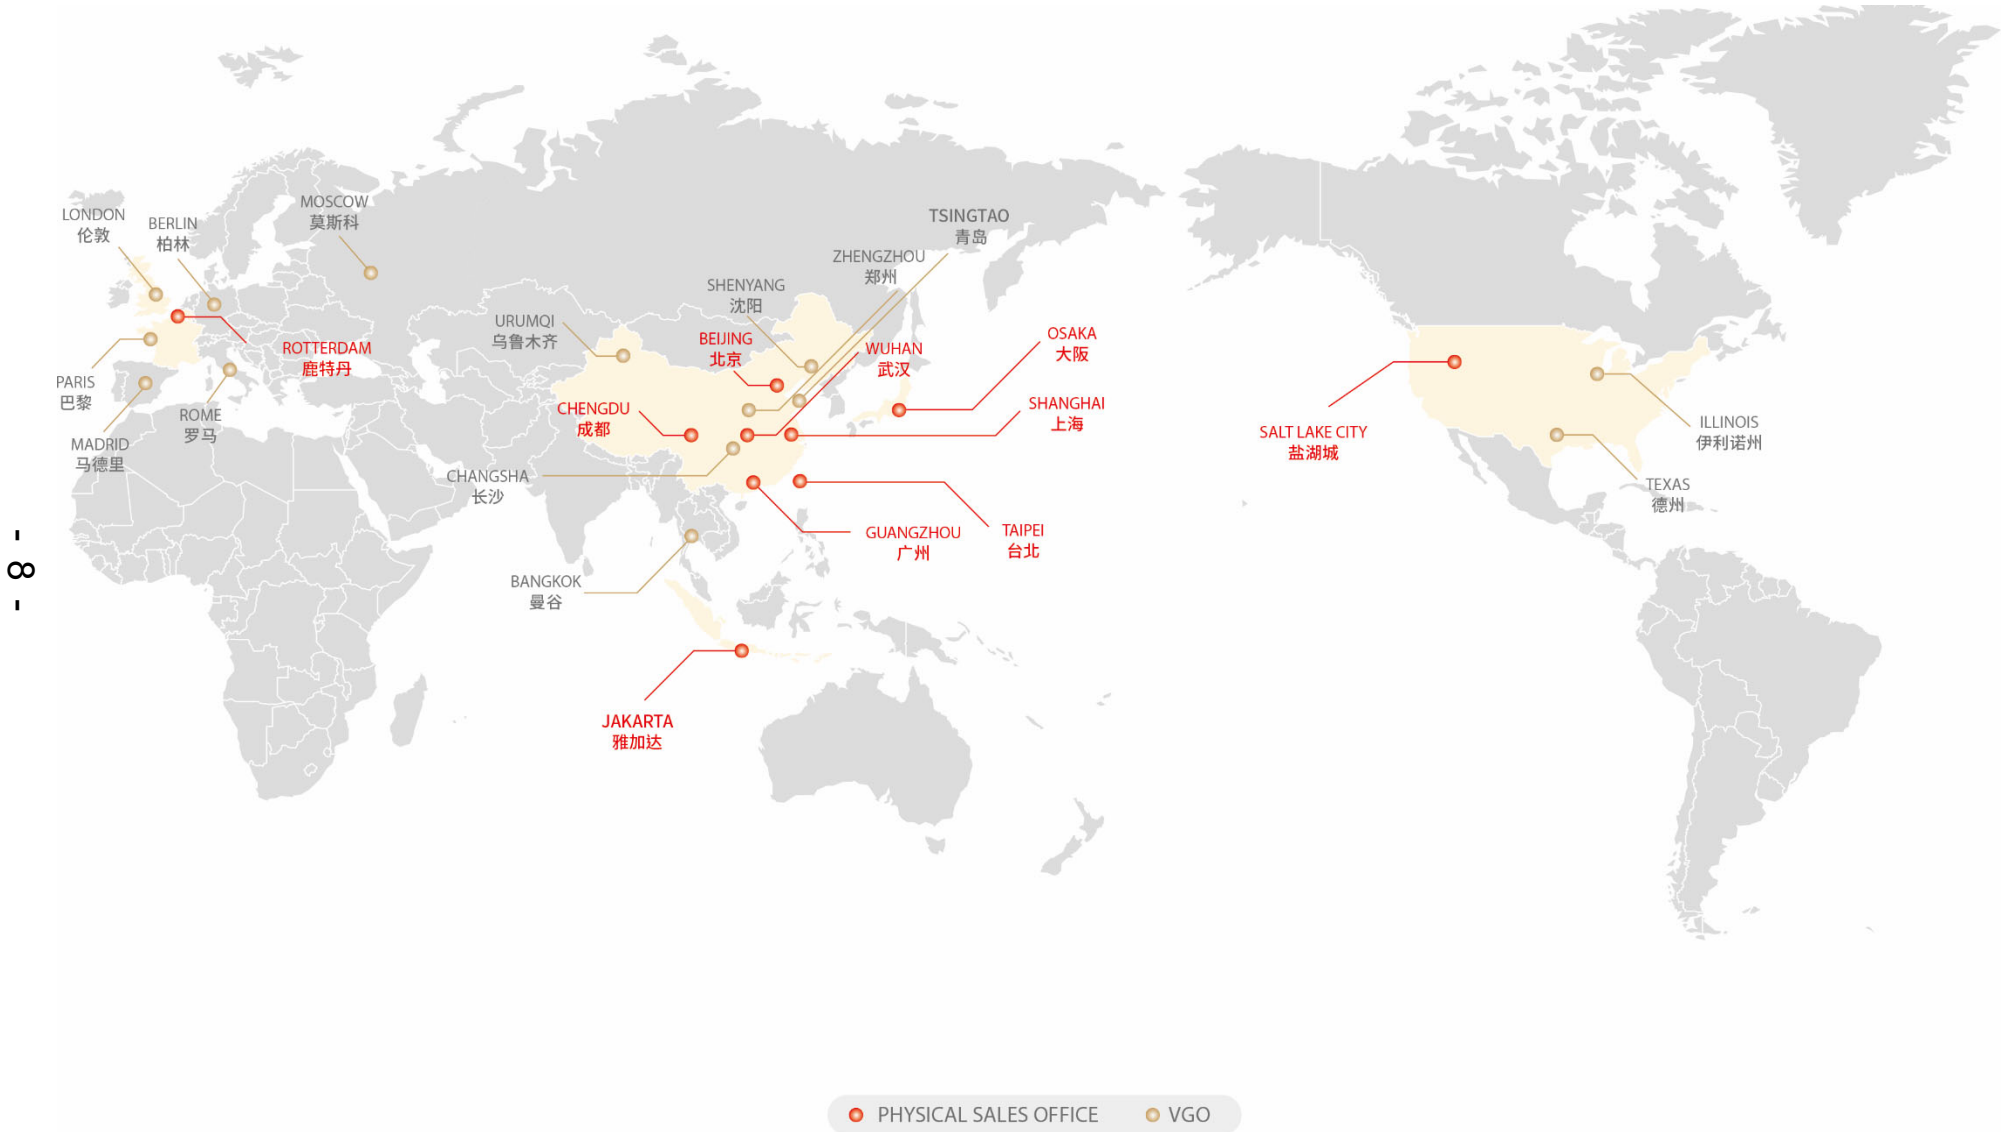 MOSCOW
莫斯科
LONDON
伦敦
BERLIN
柏林
TSINGTAO
青岛
ZHENGZHOU
郑州
SHENYANG
沈阳
URUMQI
乌鲁木齐
BEIJING
北京
WUHAN
武汉
OSAKA
大阪
ROTTERDAM
鹿特丹
PARIS
巴黎
ROME
罗马
CHENGDU
成都
SHANGHAI
上海
MADRID
马德里
SALT LAKE CITY
盐湖城
ILLINOIS
伊利诺州
CHANGSHA
长沙
TEXAS
德州
GUANGZHOU
广州
TAIPEI
台北
BANGKOK
曼谷
JAKARTA
雅加达
- 8 -
PHYSICAL SALES OFFICE
VGO